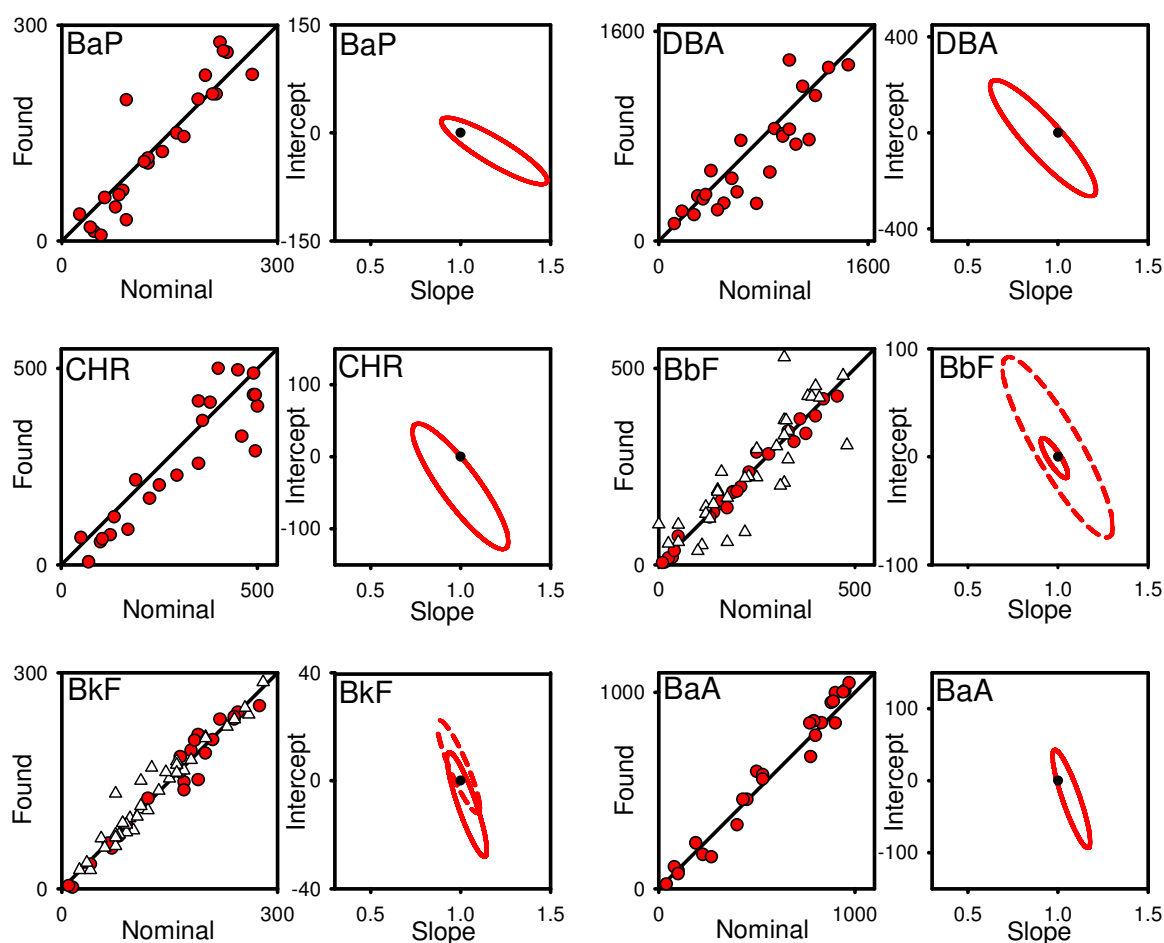 300
BaP
Found
0
0
300
Nominal
150
BaP
Intercept
0
-150
0.5
1.0
1.5
Slope
1600
DBA
Found
0
0
1600
Nominal
400
DBA
Intercept
0
-400
0.5
1.0
1.5
Slope
500
CHR
Found
0
0
500
Nominal
100
CHR
Intercept
0
-100
0.5
1.0
1.5
Slope
500
BbF
Found
0
0
500
Nominal
100
BbF
Intercept
0
-100
0.5
1.0
1.5
Slope
300
BkF
Found
0
0
300
Nominal
40
BkF
Intercept
0
-40
0.5
1.0
1.5
Slope
1000
BaA
Found
0
0
1000
Nominal
100
BaA
Intercept
0
-100
0.5
1.0
1.5
Slope